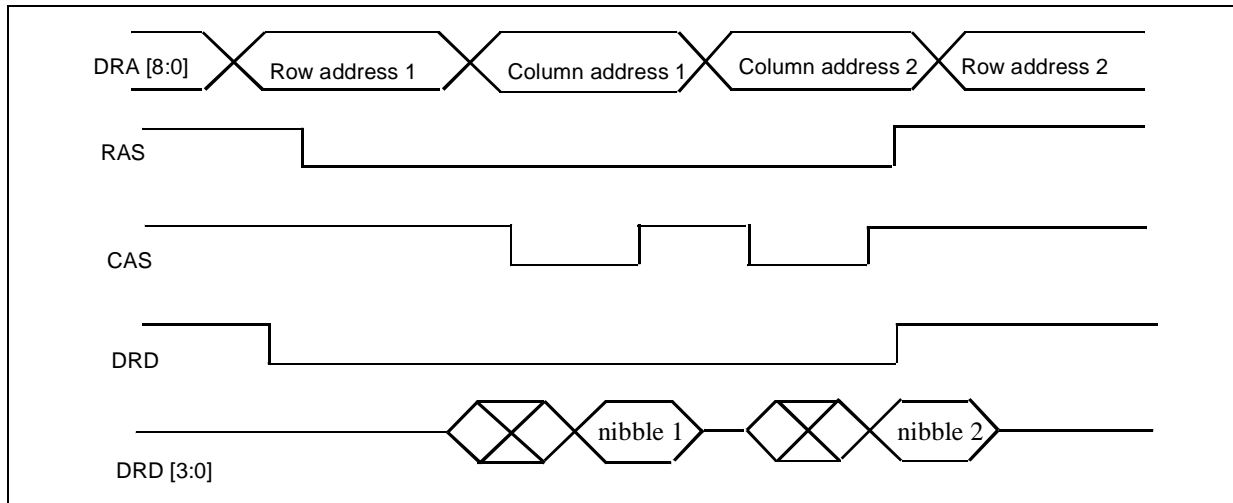 DRA [8:0]
Row address 1
Column address 1
Column address 2
Row address 2
RAS
CAS
DRD
nibble 1
nibble 2
DRD [3:0]